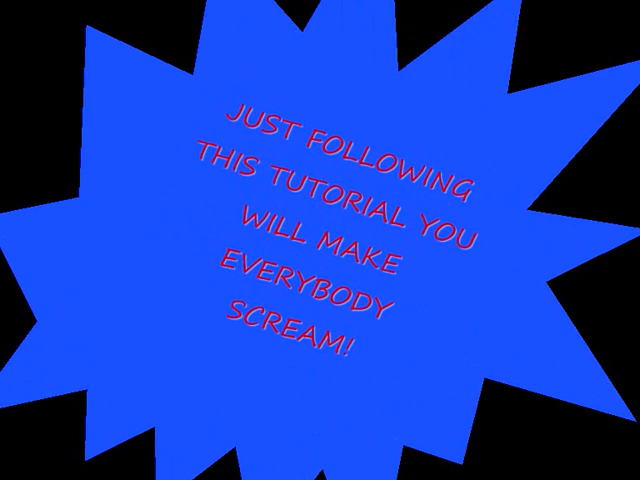 JUST FOLLOWING
THIS TUTORIAL YOU
WILL MAKE
EVERYBODY
SCREAM!